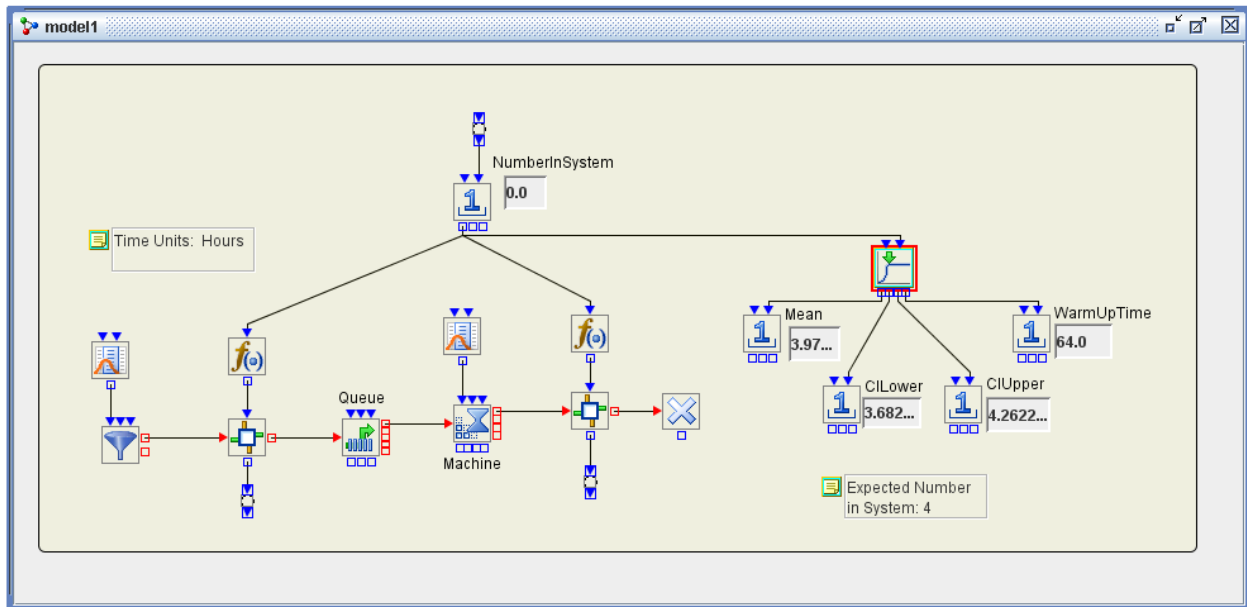 model1
NumberInSystem
0.0
Time Units: Hours
Mean
3.97...
WarmUpTime
64.0
Queue
CILower
3.682...
CIUpper
4.2622...
Machine
Expected Number
in System: 4